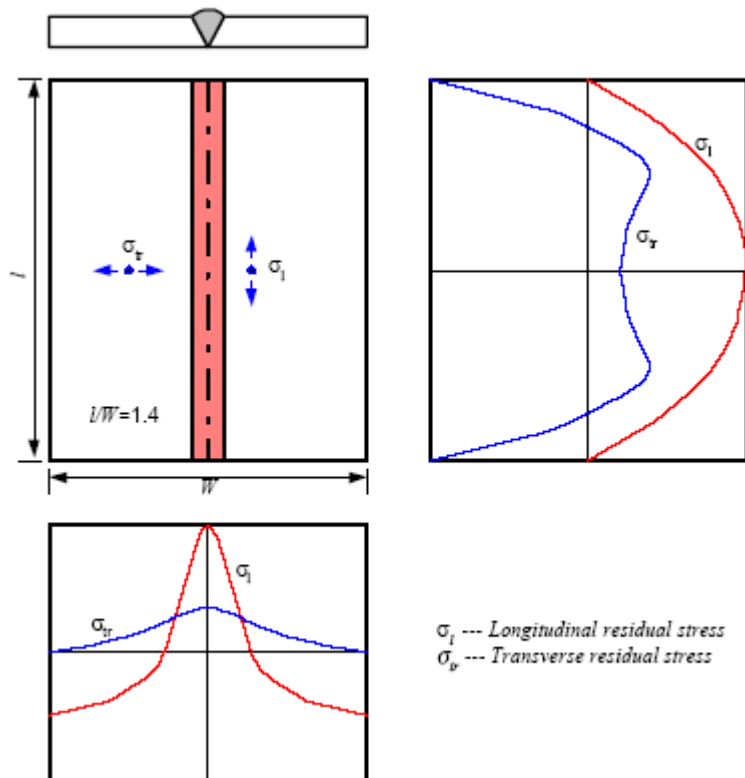 σₗ
σₜᵣ
σₜᵣ
σₗ
l
l/W=1.4
W
σₗ
σₜᵣ
σₗ --- Longitudinal residual stress
σₜᵣ --- Transverse residual stress